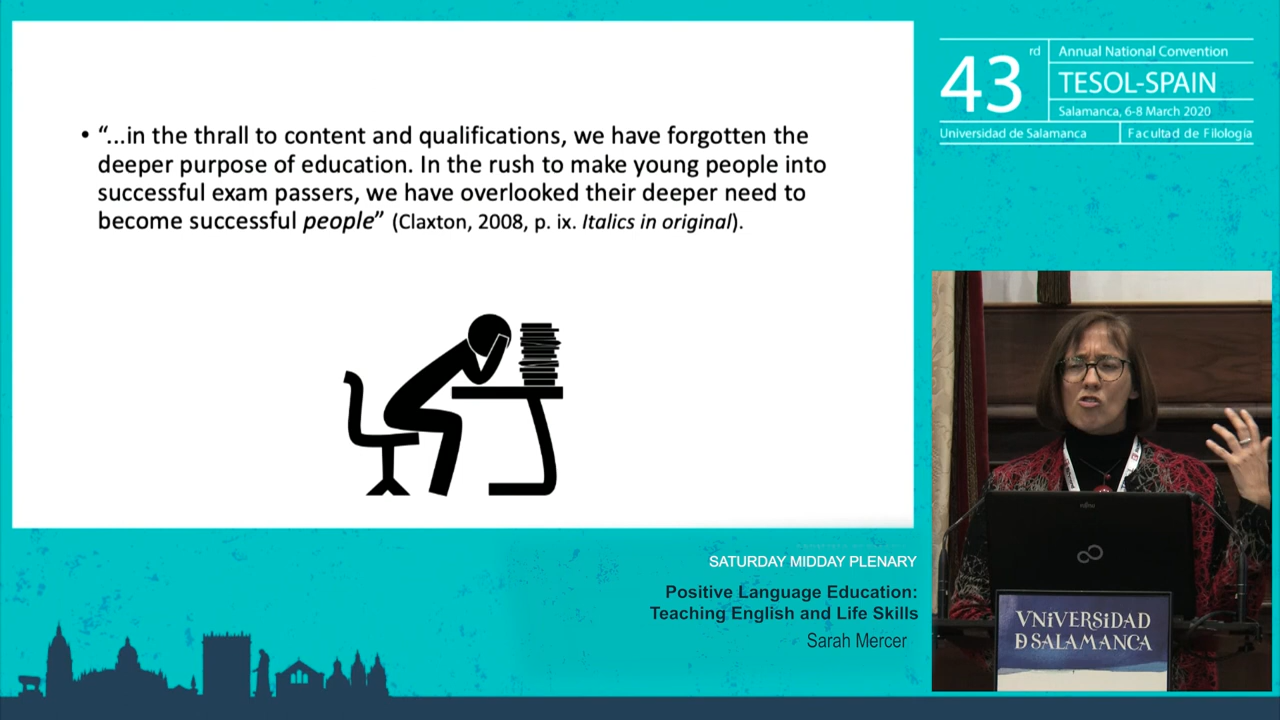 • “...in the thrall to content and qualifications, we have forgotten the
deeper purpose of education. In the rush to make young people into
successful exam passers, we have overlooked their deeper need to
become successful people” (Claxton, 2008, p. ix. Italics in original).
43rd
Annual National Convention
TESOL-SPAIN
Salamanca, 6-8 March 2020
Universidad de Salamanca
Facultad de Filología
SATURDAY MIDDAY PLENARY
Positive Language Education:
Teaching English and Life Skills
Sarah Mercer
FUJITSU
VNiVERSiDAD
D SALAMANCA